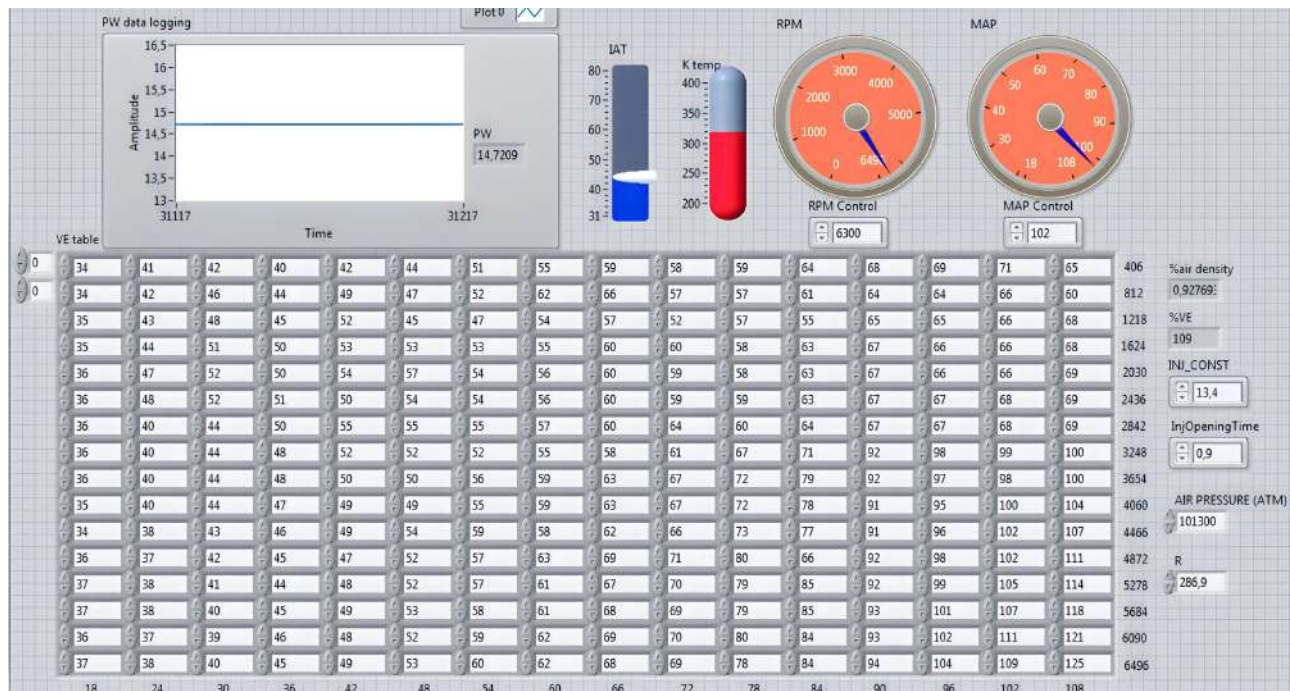 Plot 0
PW data logging
RPM
MAP
16,5
16
15,5
15
14,5
14
13,5
13
Amplitude
31117
31217
Time
PW
14,7209
IAT
80
70
60
50
40
31
K temp
400
350
300
250
200
0
1000
2000
3000
4000
5000
6496
18
30
40
50
60
70
80
90
100
108
RPM Control
6300
MAP Control
102
VE table
0
0
34 41 42 40 42 44 51 55 59 58 59 64 68 69 71 65 406
34 42 46 44 49 47 52 62 66 57 57 61 64 64 66 60 812
35 43 48 45 52 45 47 54 57 52 57 55 65 65 66 68 1218
35 44 51 50 53 53 53 55 60 60 58 63 67 66 66 68 1624
36 47 52 50 54 57 54 56 60 59 58 63 67 66 66 69 2030
36 48 52 51 50 54 54 56 60 59 59 63 67 67 68 69 2436
36 40 44 50 55 55 55 57 60 64 60 64 67 67 68 69 2842
36 40 44 48 52 52 52 55 58 61 67 71 92 98 99 100 3248
36 40 44 48 50 50 56 59 63 67 72 79 92 97 98 100 3654
35 40 44 47 49 49 55 59 63 67 72 78 91 95 100 104 4060
34 38 43 46 49 54 59 58 62 66 73 77 91 96 102 107 4466
36 37 42 45 47 52 57 63 69 71 80 66 92 98 102 111 4872
37 38 41 44 48 52 57 61 67 70 79 85 92 99 105 114 5278
37 38 40 45 49 53 58 61 68 69 79 85 93 101 107 118 5684
36 37 39 46 48 52 59 62 69 70 80 84 93 102 111 121 6090
37 38 40 45 49 53 60 62 68 69 78 84 94 104 109 125 6496
18 24 30 36 42 48 54 60 66 72 78 84 90 96 102 108
%air density
%VE
109
INJ_CONST
13,4
InjOpeningTime
0,9
AIR PRESSURE (ATM)
101300
R
286,9